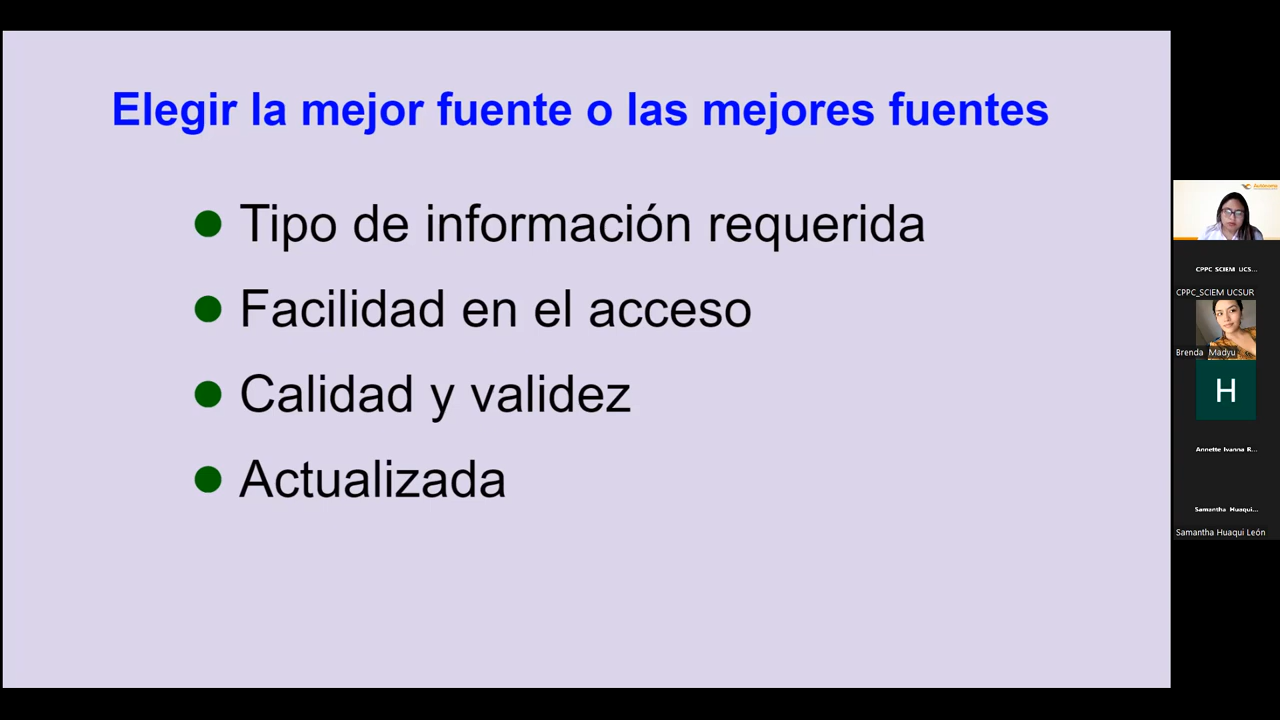 Elegir la mejor fuente o las mejores fuentes
Tipo de información requerida
Facilidad en el acceso
Calidad y validez
Actualizada
Autónoma
CPPC SCIEM UCS...
CPPC_SCIEM UCSUR
Brenda Madyu
H
Annette Ivanna R...
Samantha Huaqui...
Samantha Huaqui León